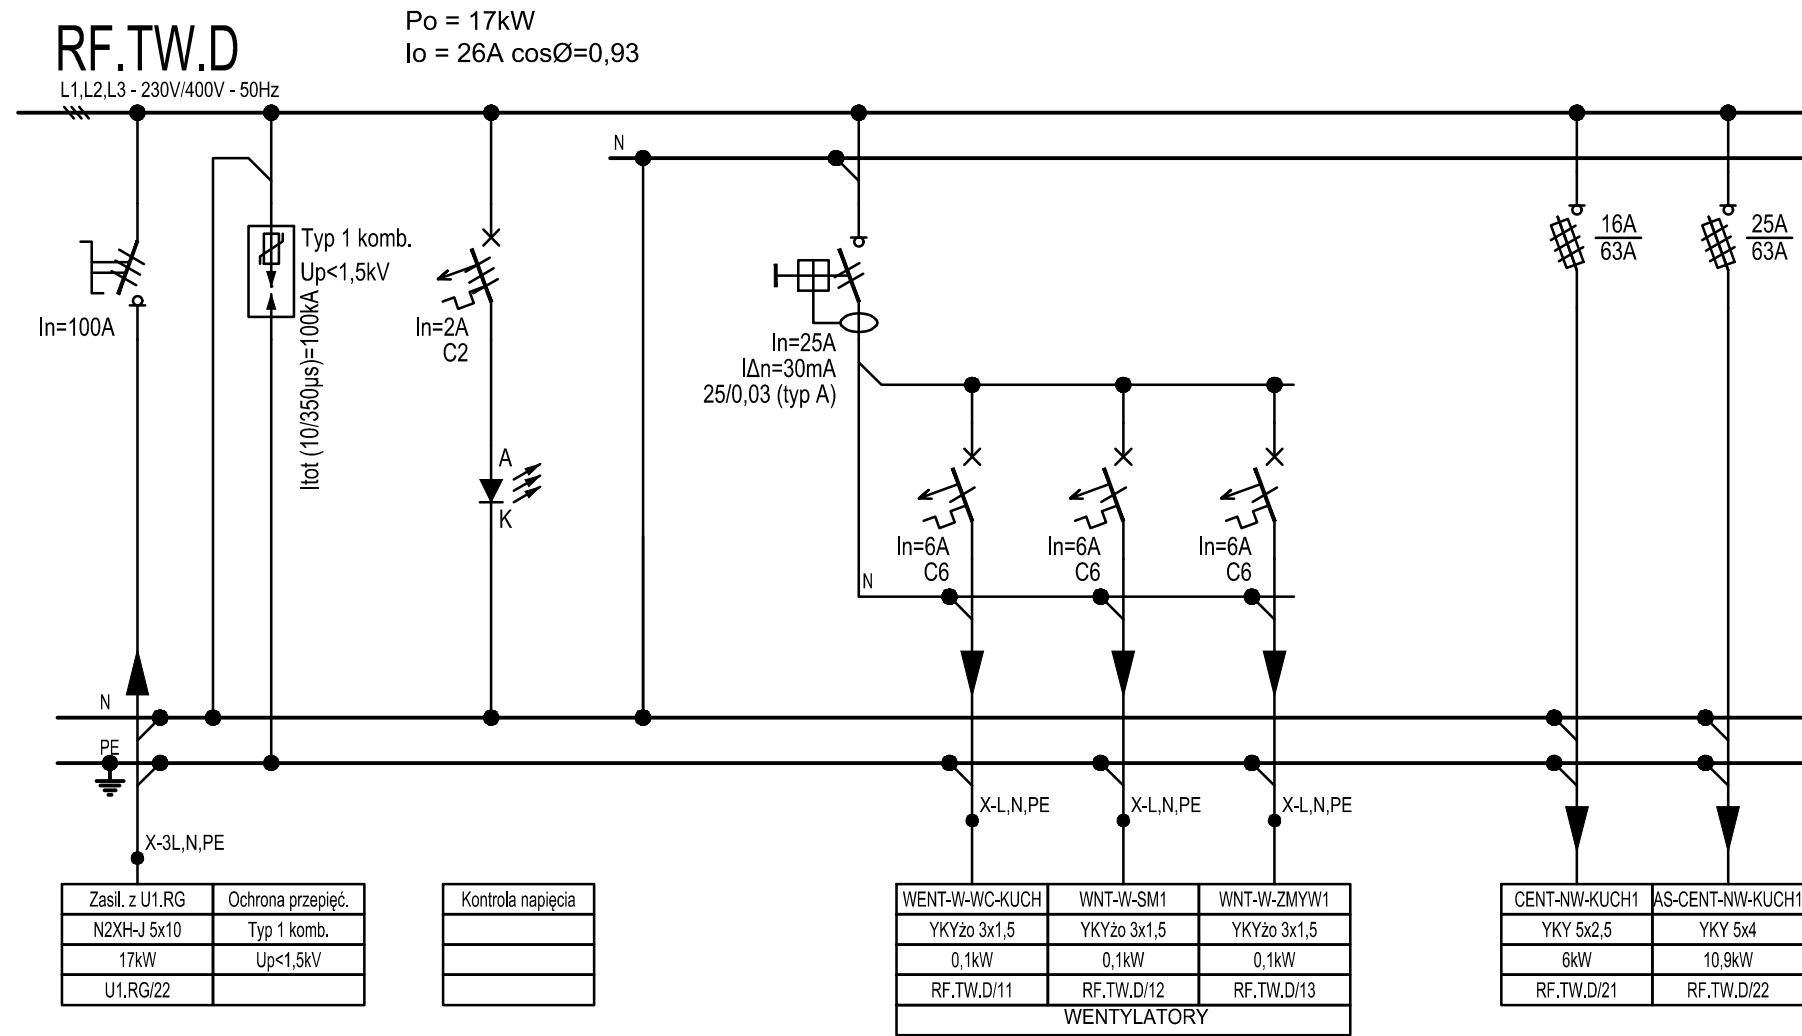 RF.TW.D
Po = 17kW
Io = 26A cosØ=0,93
L1,L2,L3 - 230V/400V - 50Hz
N
In=100A
Typ 1 komb.
Up<1,5kV
Itot (10/350µs)=100kA
In=2A
C2
A
K
In=25A
IΔn=30mA
25/0,03 (typ A)
16A
63A
25A
63A
In=6A
C6
In=6A
C6
In=6A
C6
N
N
PE
X-3L,N,PE
X-L,N,PE
X-L,N,PE
X-L,N,PE
Zasil. z U1.RG
N2XH-J 5x10
17kW
U1.RG/22
Ochrona przepięć.
Typ 1 komb.
Up<1,5kV
Kontrola napięcia
WENT-W-WC-KUCH
YKYżo 3x1,5
0,1kW
RF.TW.D/11
WNT-W-SM1
YKYżo 3x1,5
0,1kW
RF.TW.D/12
WNT-W-ZMYW1
YKYżo 3x1,5
0,1kW
RF.TW.D/13
WENTYLATORY
CENT-NW-KUCH1
YKY 5x2,5
6kW
RF.TW.D/21
AS-CENT-NW-KUCH1
YKY 5x4
10,9kW
RF.TW.D/22